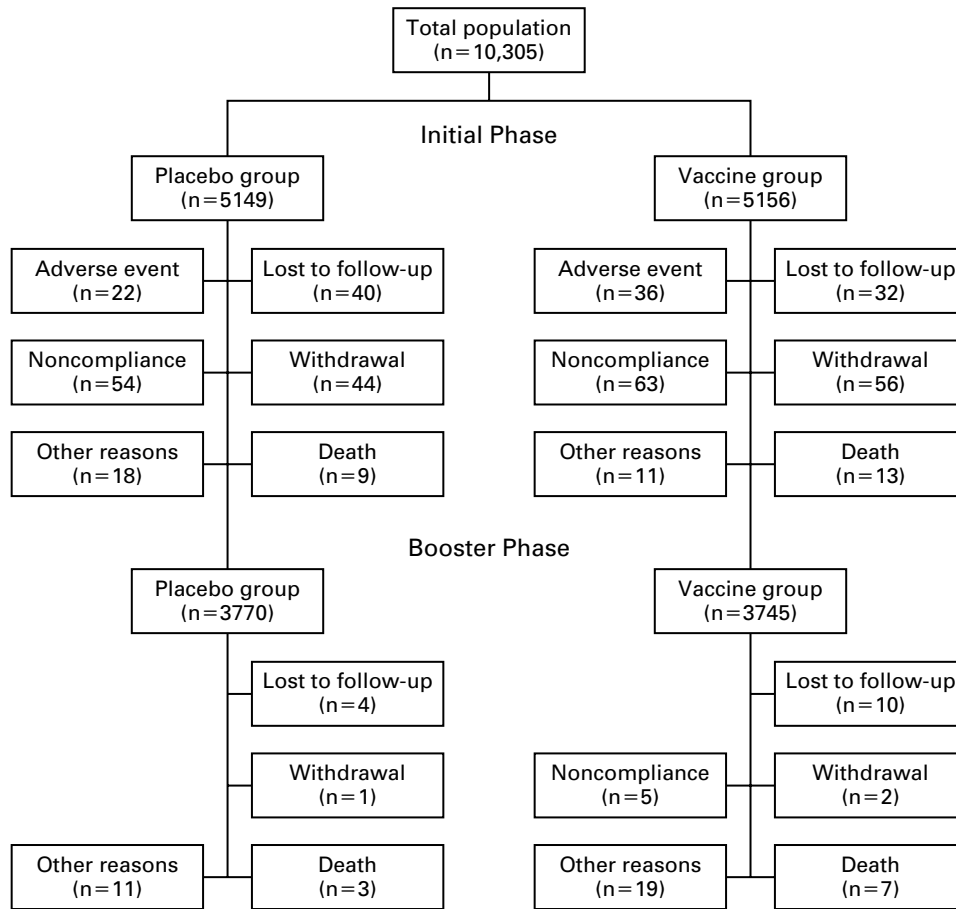 Total population
(n=10,305)
Initial Phase
Placebo group
(n=5149)
Vaccine group
(n=5156)
Adverse event
(n=22)
Lost to follow-up
(n=40)
Adverse event
(n=36)
Lost to follow-up
(n=32)
Noncompliance
(n=54)
Withdrawal
(n=44)
Noncompliance
(n=63)
Withdrawal
(n=56)
Other reasons
(n=18)
Death
(n=9)
Other reasons
(n=11)
Death
(n=13)
Booster Phase
Placebo group
(n=3770)
Vaccine group
(n=3745)
Lost to follow-up
(n=4)
Lost to follow-up
(n=10)
Withdrawal
(n=1)
Noncompliance
(n=5)
Withdrawal
(n=2)
Other reasons
(n=11)
Death
(n=3)
Other reasons
(n=19)
Death
(n=7)